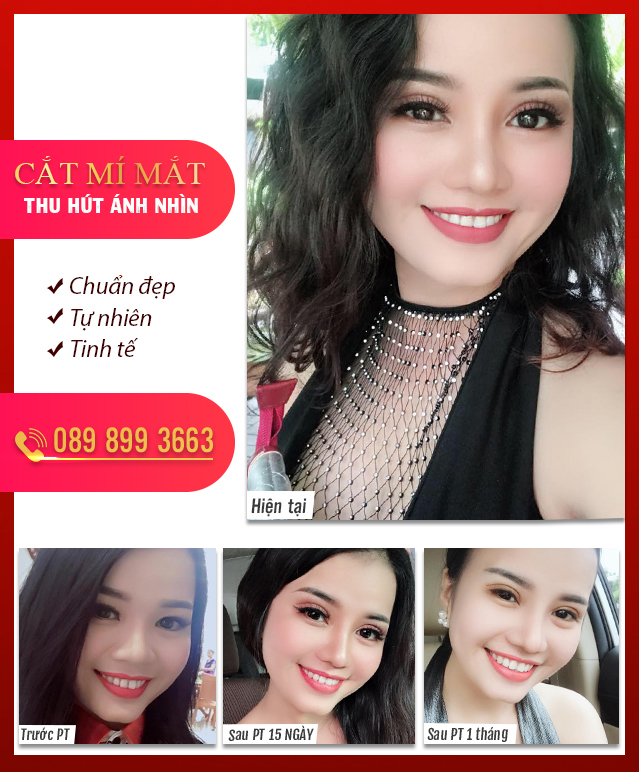 CẮT MÍ MẮT
THU HÚT ÁNH NHÌN
Chuẩn đẹp
Tự nhiên
Tinh tế
089 899 3663
Hiện tại
Trước PT
Sau PT 15 NGÀY
Sau PT 1 tháng